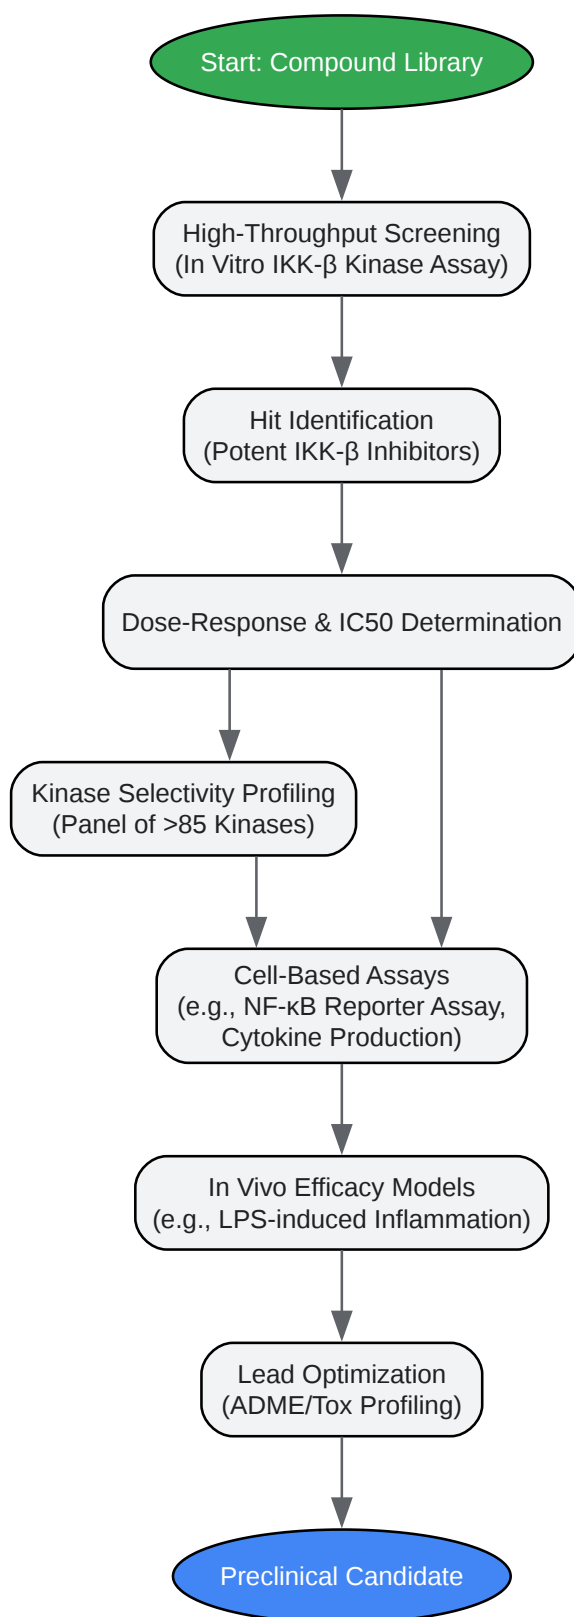 Start: Compound Library
High-Throughput Screening
(In Vitro IKK-β Kinase Assay)
Hit Identification
(Potent IKK-β Inhibitors)
Dose-Response & IC50 Determination
Kinase Selectivity Profiling
(Panel of >85 Kinases)
Cell-Based Assays
(e.g., NF-κB Reporter Assay,
Cytokine Production)
In Vivo Efficacy Models
(e.g., LPS-induced Inflammation)
Lead Optimization
(ADME/Tox Profiling)
Preclinical Candidate